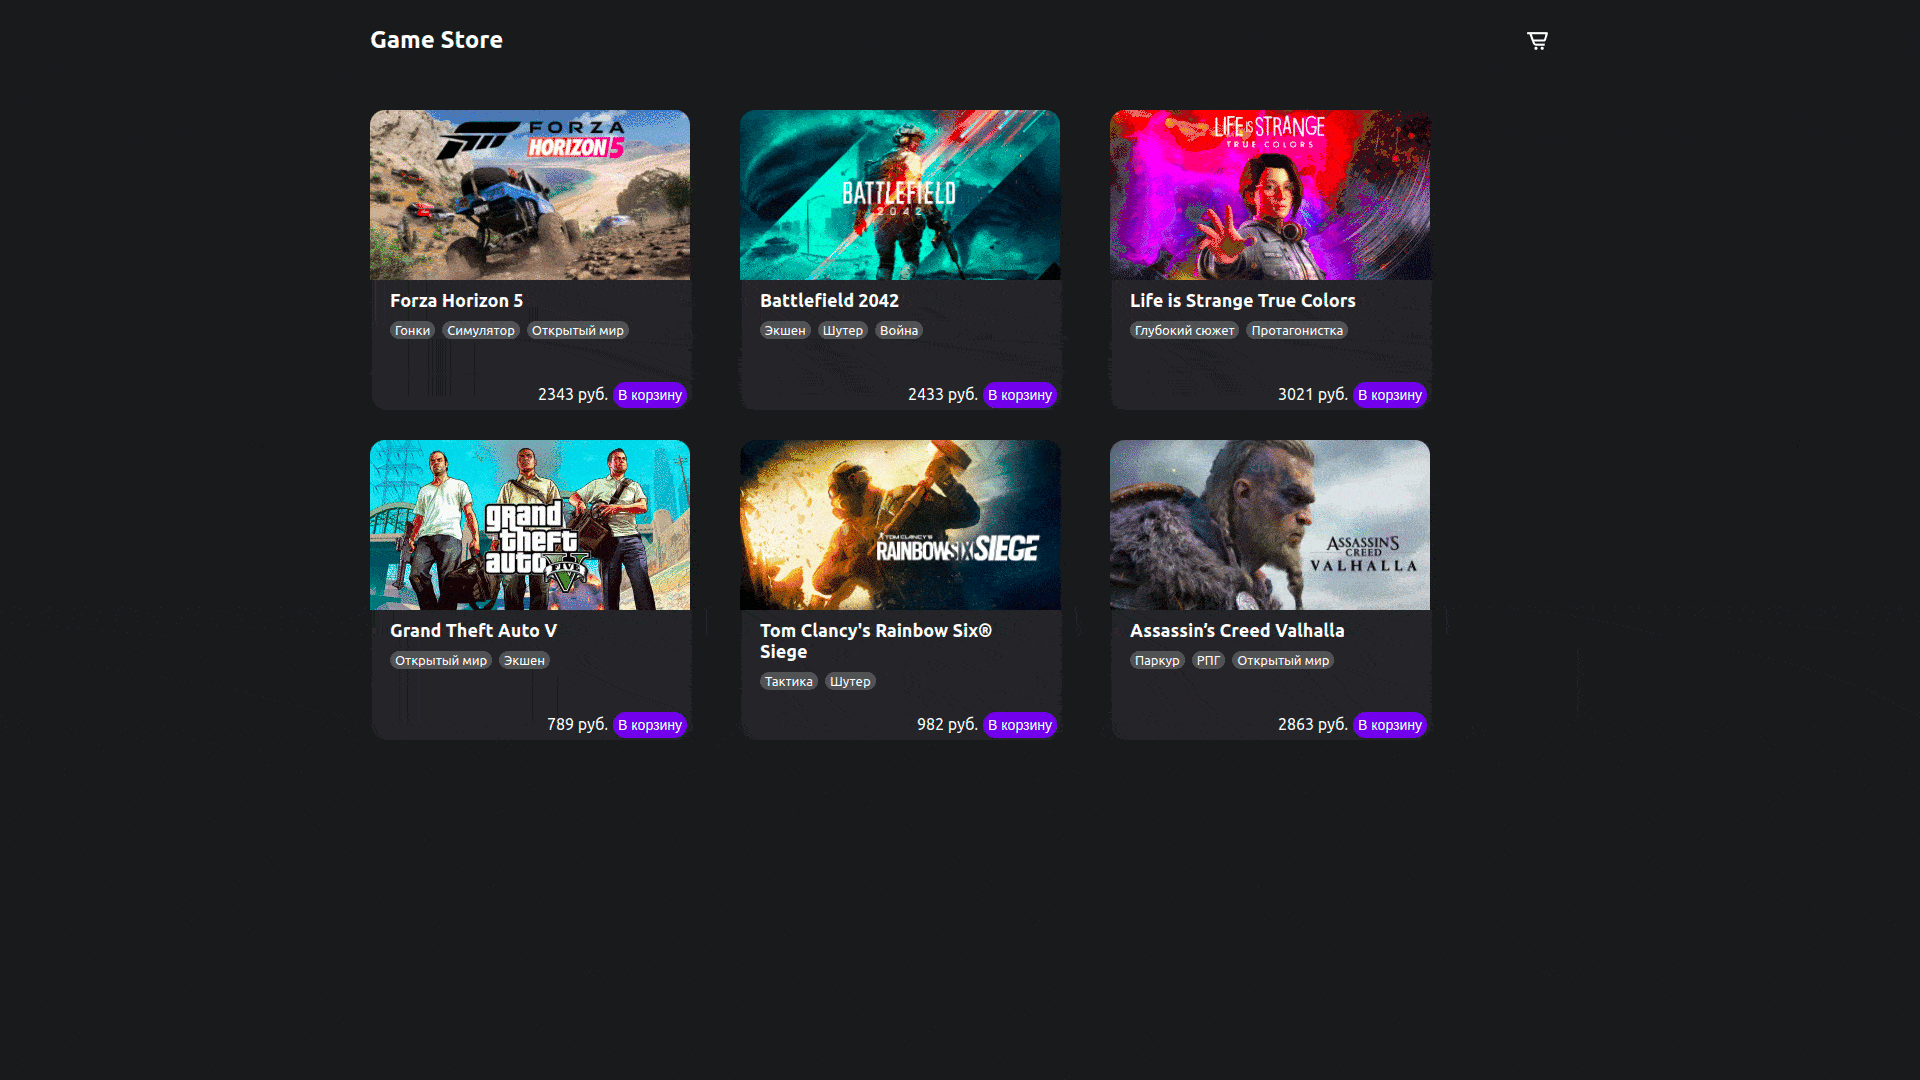 Game Store
FORZA
HORIZON 5
BATTLEFIELD
2042
LIFE IS STRANGE
TRUE COLORS
Forza Horizon 5
Гонки Симулятор Открытый мир
2343 руб. В корзину
Battlefield 2042
Экшен Шутер Война
2433 руб. В корзину
Life is Strange True Colors
Глубокий сюжет Протагонистка
3021 руб. В корзину
grand
theft
auto V
FIVE
TOM CLANCY'S
RAINBOWSIX SIEGE
ASSASSIN'S
CREED
VALHALLA
Grand Theft Auto V
Открытый мир Экшен
789 руб. В корзину
Tom Clancy's Rainbow Six®
Siege
Тактика Шутер
982 руб. В корзину
Assassin’s Creed Valhalla
Паркур РПГ Открытый мир
2863 руб. В корзину